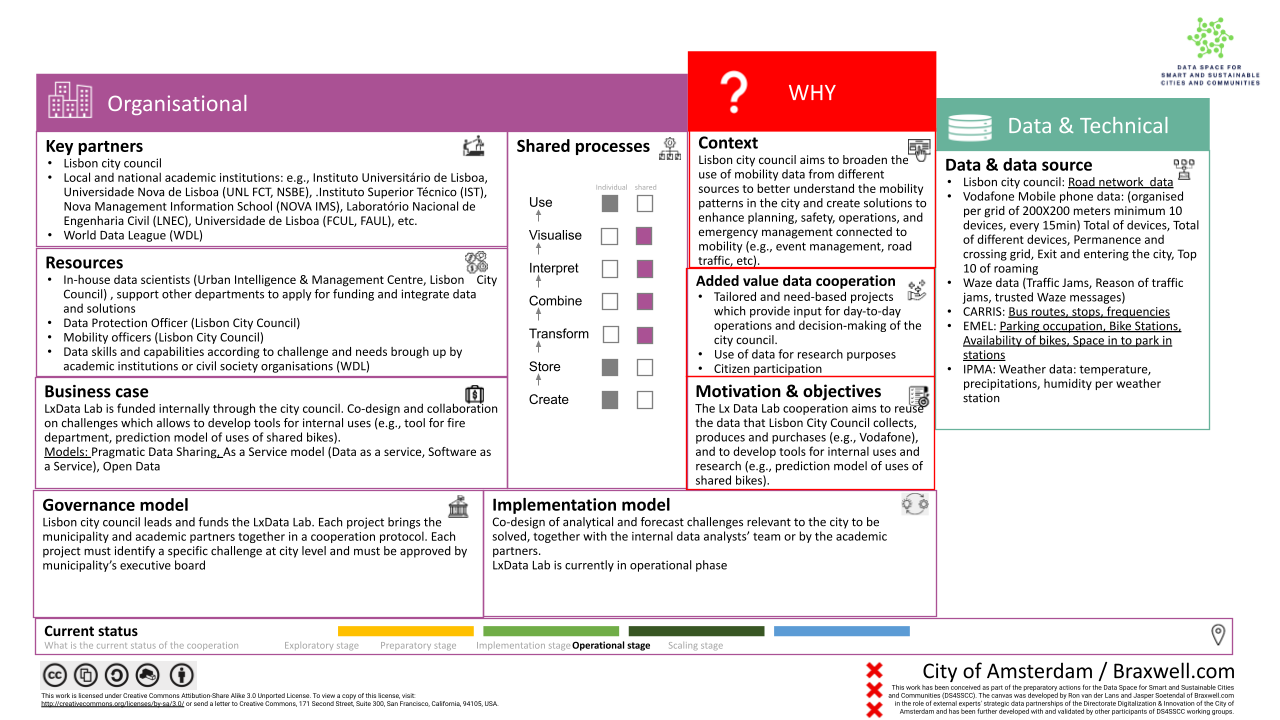 DATA SPACE FOR
SMART AND SUSTAINABLE
CITIES AND COMMUNITIES
Organisational
WHY
Data & Technical
Key partners
• Lisbon city council
• Local and national academic institutions: e.g., Instituto Universitário de Lisboa,
Universidade Nova de Lisboa (UNL FCT, NSBE), .Instituto Superior Técnico (IST),
Nova Management Information School (NOVA IMS), Laboratório Nacional de
Engenharia Civil (LNEC), Universidade de Lisboa (FCUL, FAUL), etc.
• World Data League (WDL)
Resources
• In-house data scientists (Urban Intelligence & Management Centre, Lisbon City
Council) , support other departments to apply for funding and integrate data
and solutions
• Data Protection Officer (Lisbon City Council)
• Mobility officers (Lisbon City Council)
• Data skills and capabilities according to challenge and needs brough up by
academic institutions or civil society organisations (WDL)
Business case
LxData Lab is funded internally through the city council. Co-design and collaboration
on challenges which allows to develop tools for internal uses (e.g., tool for fire
department, prediction model of uses of shared bikes).
Models: Pragmatic Data Sharing, As a Service model (Data as a service, Software as
a Service), Open Data
Shared processes
Individual shared
Use
Visualise
Interpret
Combine
Transform
Store
Create
Context
Lisbon city council aims to broaden the
use of mobility data from different
sources to better understand the mobility
patterns in the city and create solutions to
enhance planning, safety, operations, and
emergency management connected to
mobility (e.g., event management, road
traffic, etc).
Added value data cooperation
• Tailored and need-based projects
which provide input for day-to-day
operations and decision-making of the
city council.
• Use of data for research purposes
• Citizen participation
Motivation & objectives
The Lx Data Lab cooperation aims to reuse
the data that Lisbon City Council collects,
produces and purchases (e.g., Vodafone),
and to develop tools for internal uses and
research (e.g., prediction model of uses of
shared bikes).
Data & data source
• Lisbon city council: Road network data
• Vodafone Mobile phone data: (organised
per grid of 200X200 meters minimum 10
devices, every 15min) Total of devices, Total
of different devices, Permanence and
crossing grid, Exit and entering the city, Top
10 of roaming
• Waze data (Traffic Jams, Reason of traffic
jams, trusted Waze messages)
• CARRIS: Bus routes, stops, frequencies
• EMEL: Parking occupation, Bike Stations,
Availability of bikes, Space in to park in
stations
• IPMA: Weather data: temperature,
precipitations, humidity per weather
station
Governance model
Lisbon city council leads and funds the LxData Lab. Each project brings the
municipality and academic partners together in a cooperation protocol. Each
project must identify a specific challenge at city level and must be approved by
municipality's executive board
Implementation model
Co-design of analytical and forecast challenges relevant to the city to be
solved, together with the internal data analysts' team or by the academic
partners.
LxData Lab is currently in operational phase
Current status
What is the current status of the cooperation
Exploratory stage Preparatory stage Implementation stage Operational stage Scaling stage
cc
This work is licensed under Creative Commons Attibution-Share Alike 3.0 Unported License. To view a copy of this license, visit:
http://creativecommons.org/licenses/by-sa/3.0/ or send a letter to Creative Commons, 171 Second Street, Suite 300, San Francisco, California, 94105, USA.
City of Amsterdam / Braxwell.com
This work has been conceived as part of the preparatory actions for the Data Space for Smart and Sustainable Cities
and Communities (DS4SSCC). The canvas was developed by Ron van der Lans and Jasper Soetendal of Braxwell.com
in the role of external experts' strategic data partnerships of the Directorate Digitalization & Innovation of the City of
Amsterdam and has been further developed with and validated by other participants of DS4SSCC working groups.